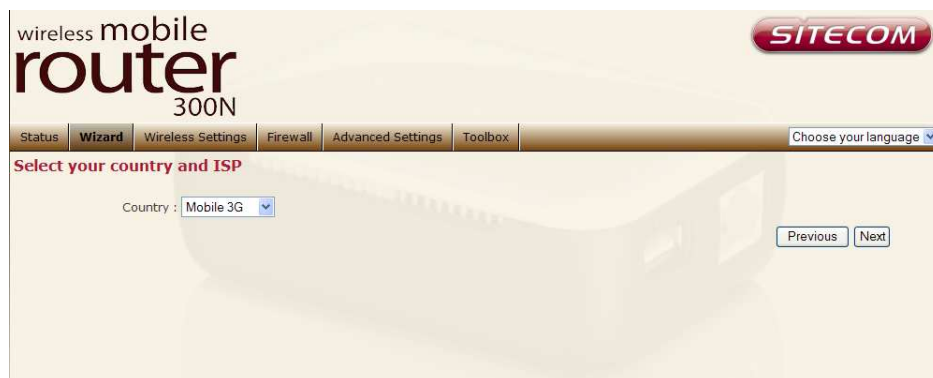 wireless mobile
router
300N
SITECOM
Status Wizard Wireless Settings Firewall Advanced Settings Toolbox Choose your language
Select your country and ISP
Country : Mobile 3G
Previous Next